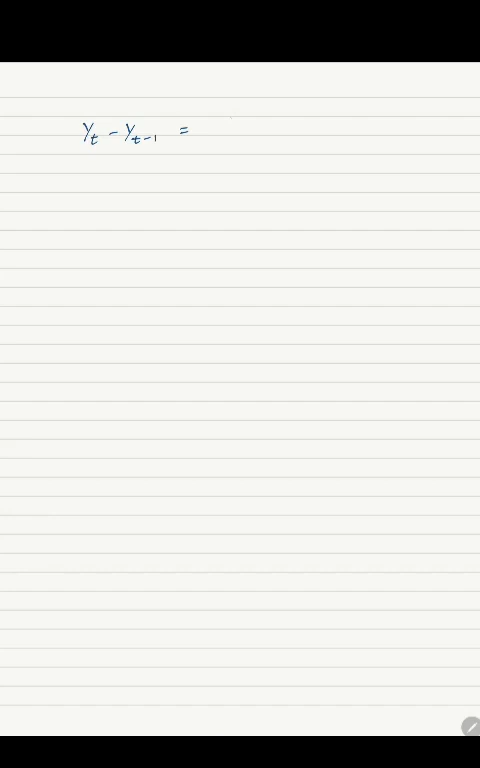 Y_t - Y_{t-1} =